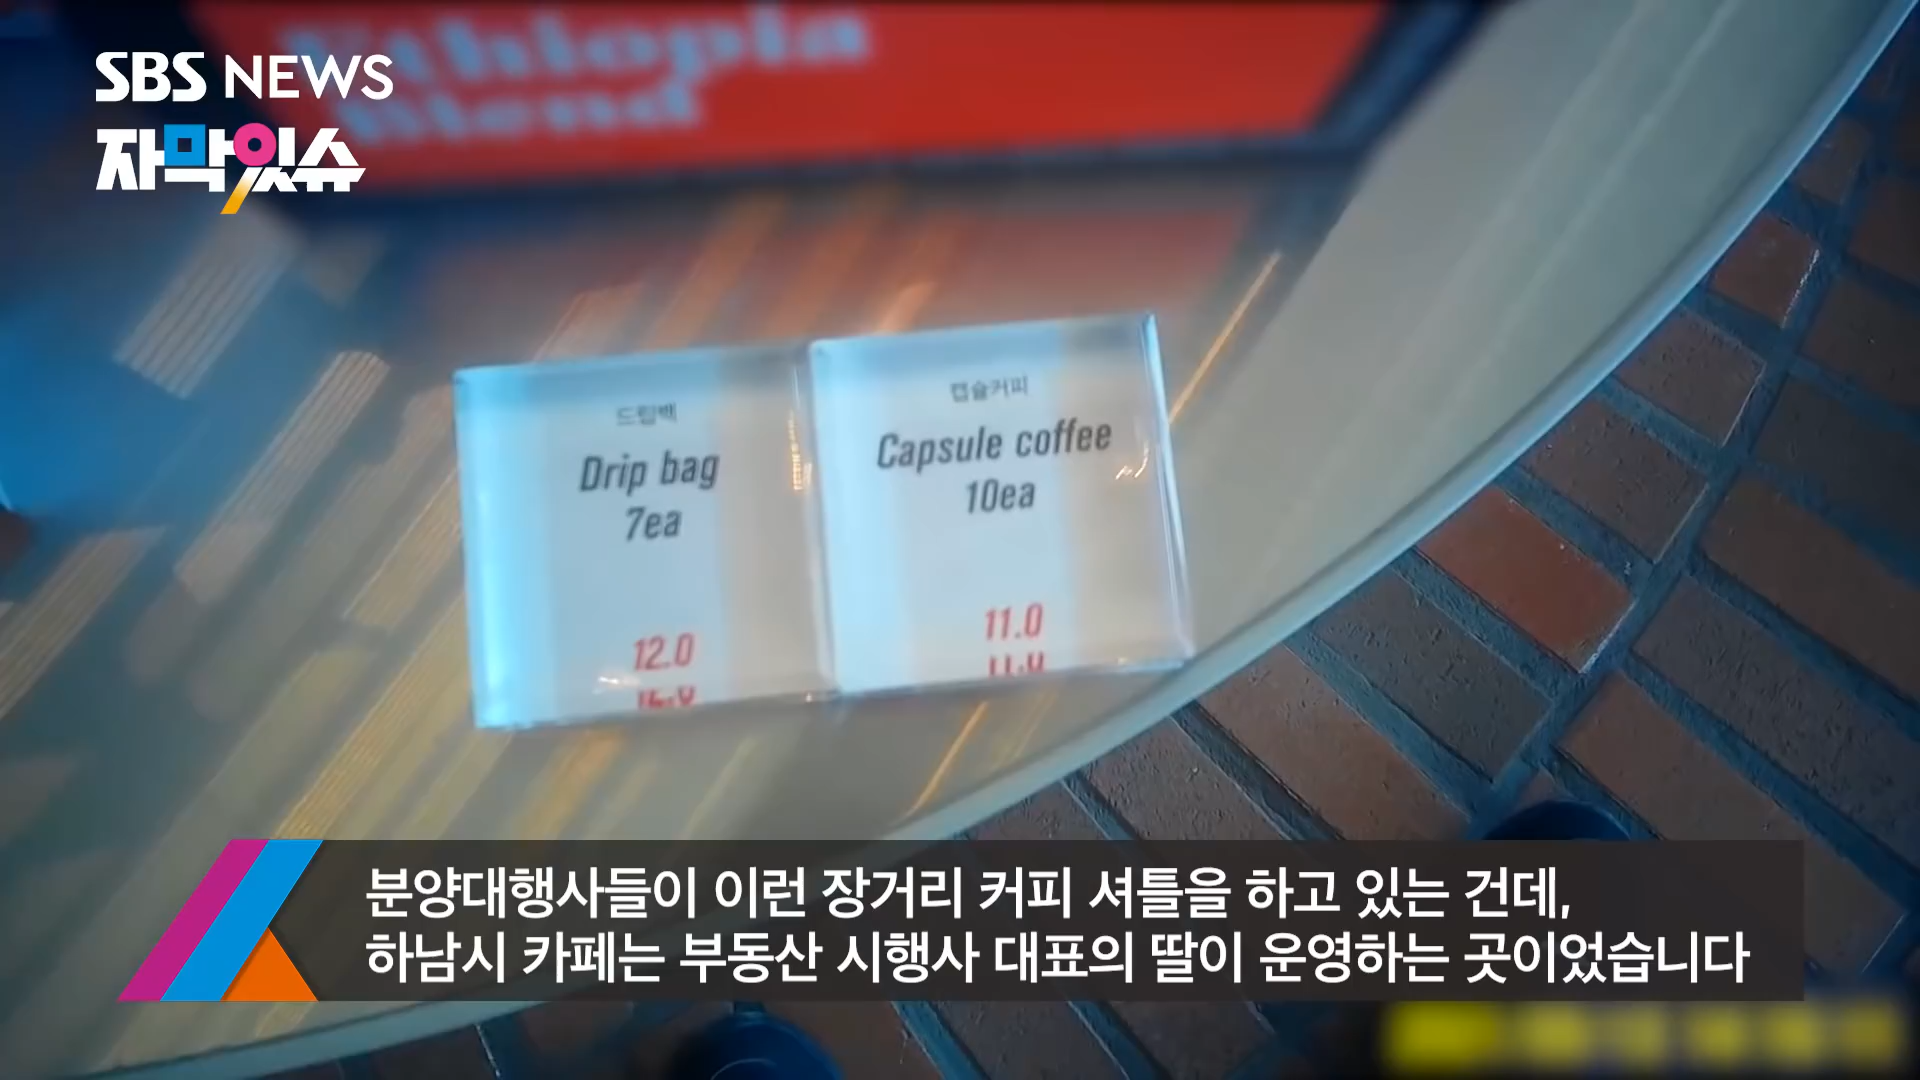 SBS NEWS
자막있슈
Ethiopia
Blend
드립백
Drip bag
7ea
12.0
캡슐커피
Capsule coffee
10ea
11.0
분양대행사들이 이런 장거리 커피 셔틀을 하고 있는 건데,
하남시 카페는 부동산 시행사 대표의 딸이 운영하는 곳이었습니다